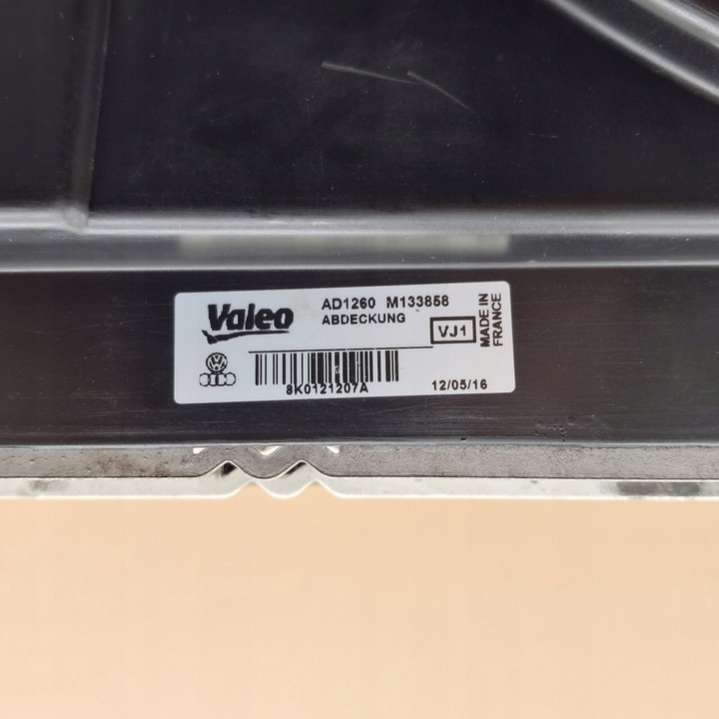 Valeo
AD1260 M133858
ABDECKUNG
VJ1
MADE IN
FRANCE
8K0121207A
12/05/16